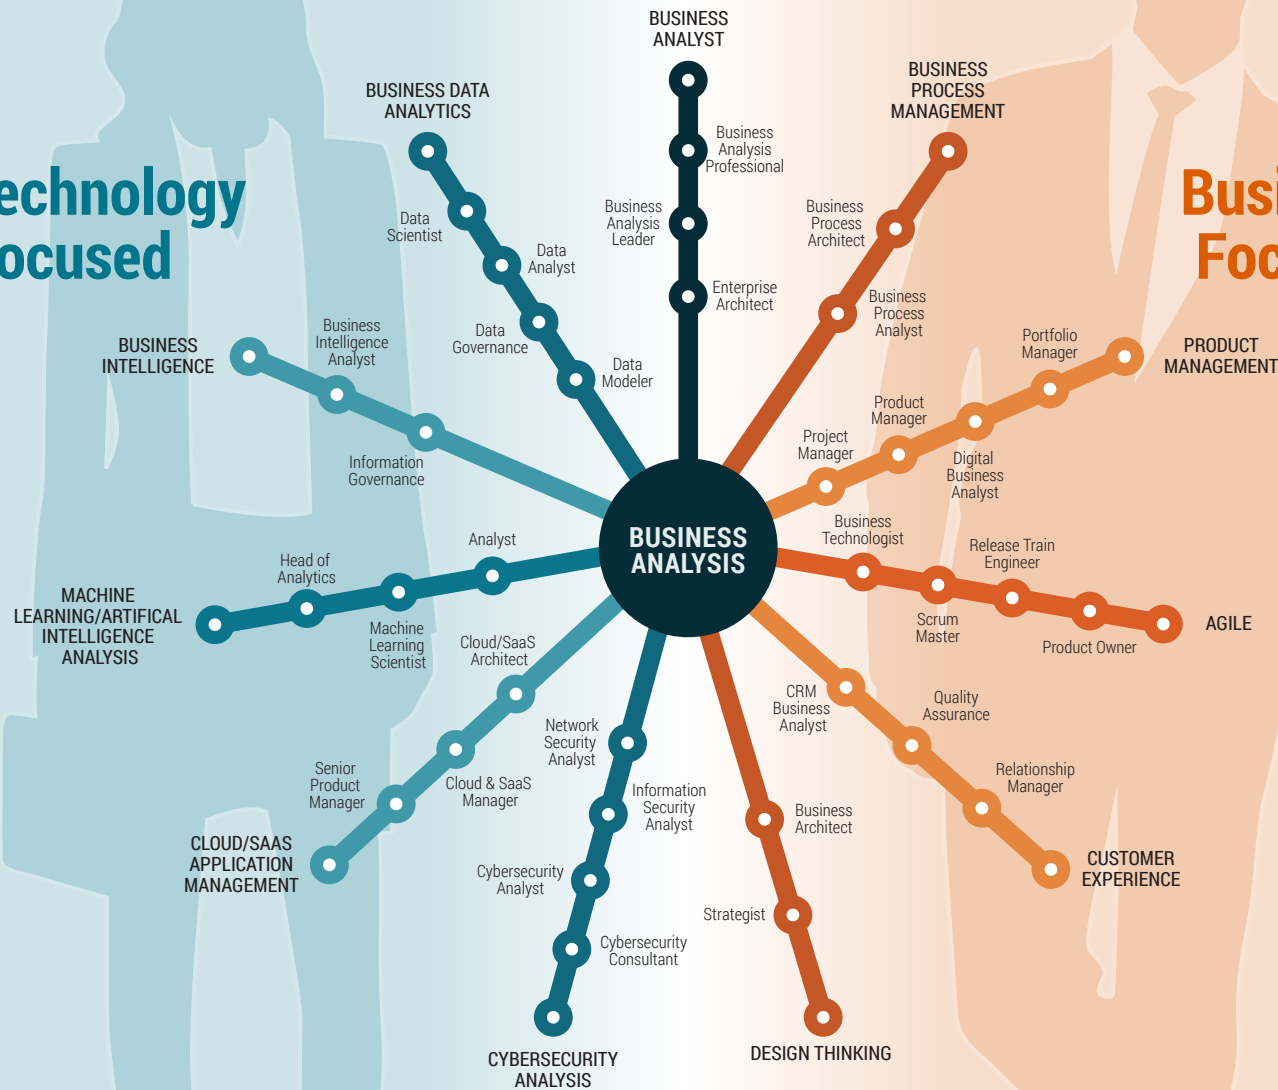 BUSINESS
ANALYST
Business
Analysis
Professional
Business
Analysis
Leader
Enterprise
Architect
BUSINESS DATA
ANALYTICS
Data
Scientist
Data
Analyst
Data
Governance
Data
Modeler
BUSINESS
PROCESS
MANAGEMENT
Business
Process
Architect
Business
Process
Analyst
echnology
ocused
Busi
Foc
BUSINESS
INTELLIGENCE
Business
Intelligence
Analyst
Information
Governance
Portfolio
Manager
PRODUCT
MANAGEMENT
Product
Manager
Project
Manager
Digital
Business
Analyst
BUSINESS
ANALYSIS
MACHINE
LEARNING/ARTIFICAL
INTELLIGENCE
ANALYSIS
Head of
Analytics
Analyst
Machine
Learning
Scientist
Business
Technologist
Release Train
Engineer
Scrum
Master
Product Owner
AGILE
Cloud/SaaS
Architect
Cloud & SaaS
Manager
Senior
Product
Manager
CLOUD/SAAS
APPLICATION
MANAGEMENT
Network
Security
Analyst
Information
Security
Analyst
Cybersecurity
Analyst
Cybersecurity
Consultant
CYBERSECURITY
ANALYSIS
CRM
Business
Analyst
Quality
Assurance
Relationship
Manager
CUSTOMER
EXPERIENCE
Business
Architect
Strategist
DESIGN THINKING